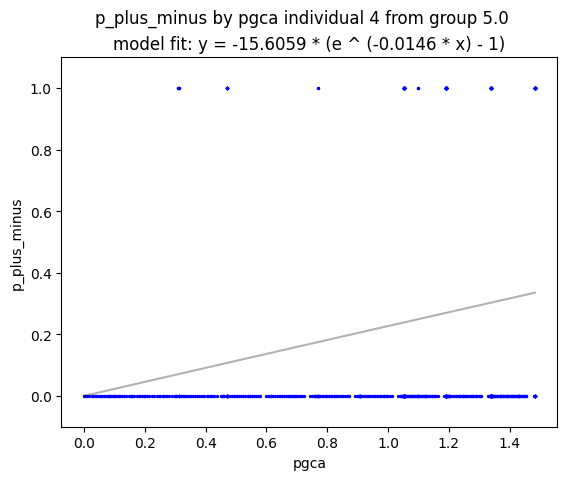 p_plus_minus by pgca individual 4 from group 5.0
model fit: y = -15.6059 * (e ^ (-0.0146 * x) - 1)
1.0
0.8
0.6
0.4
0.2
0.0
p_plus_minus
0.0 0.2 0.4 0.6 0.8 1.0 1.2 1.4
pgca